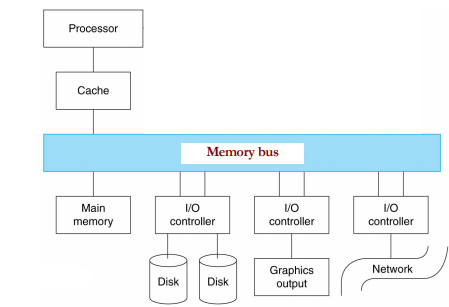 Processor
Cache
Memory bus
Main
memory
I/O
controller
I/O
controller
I/O
controller
Disk
Disk
Graphics
output
Network